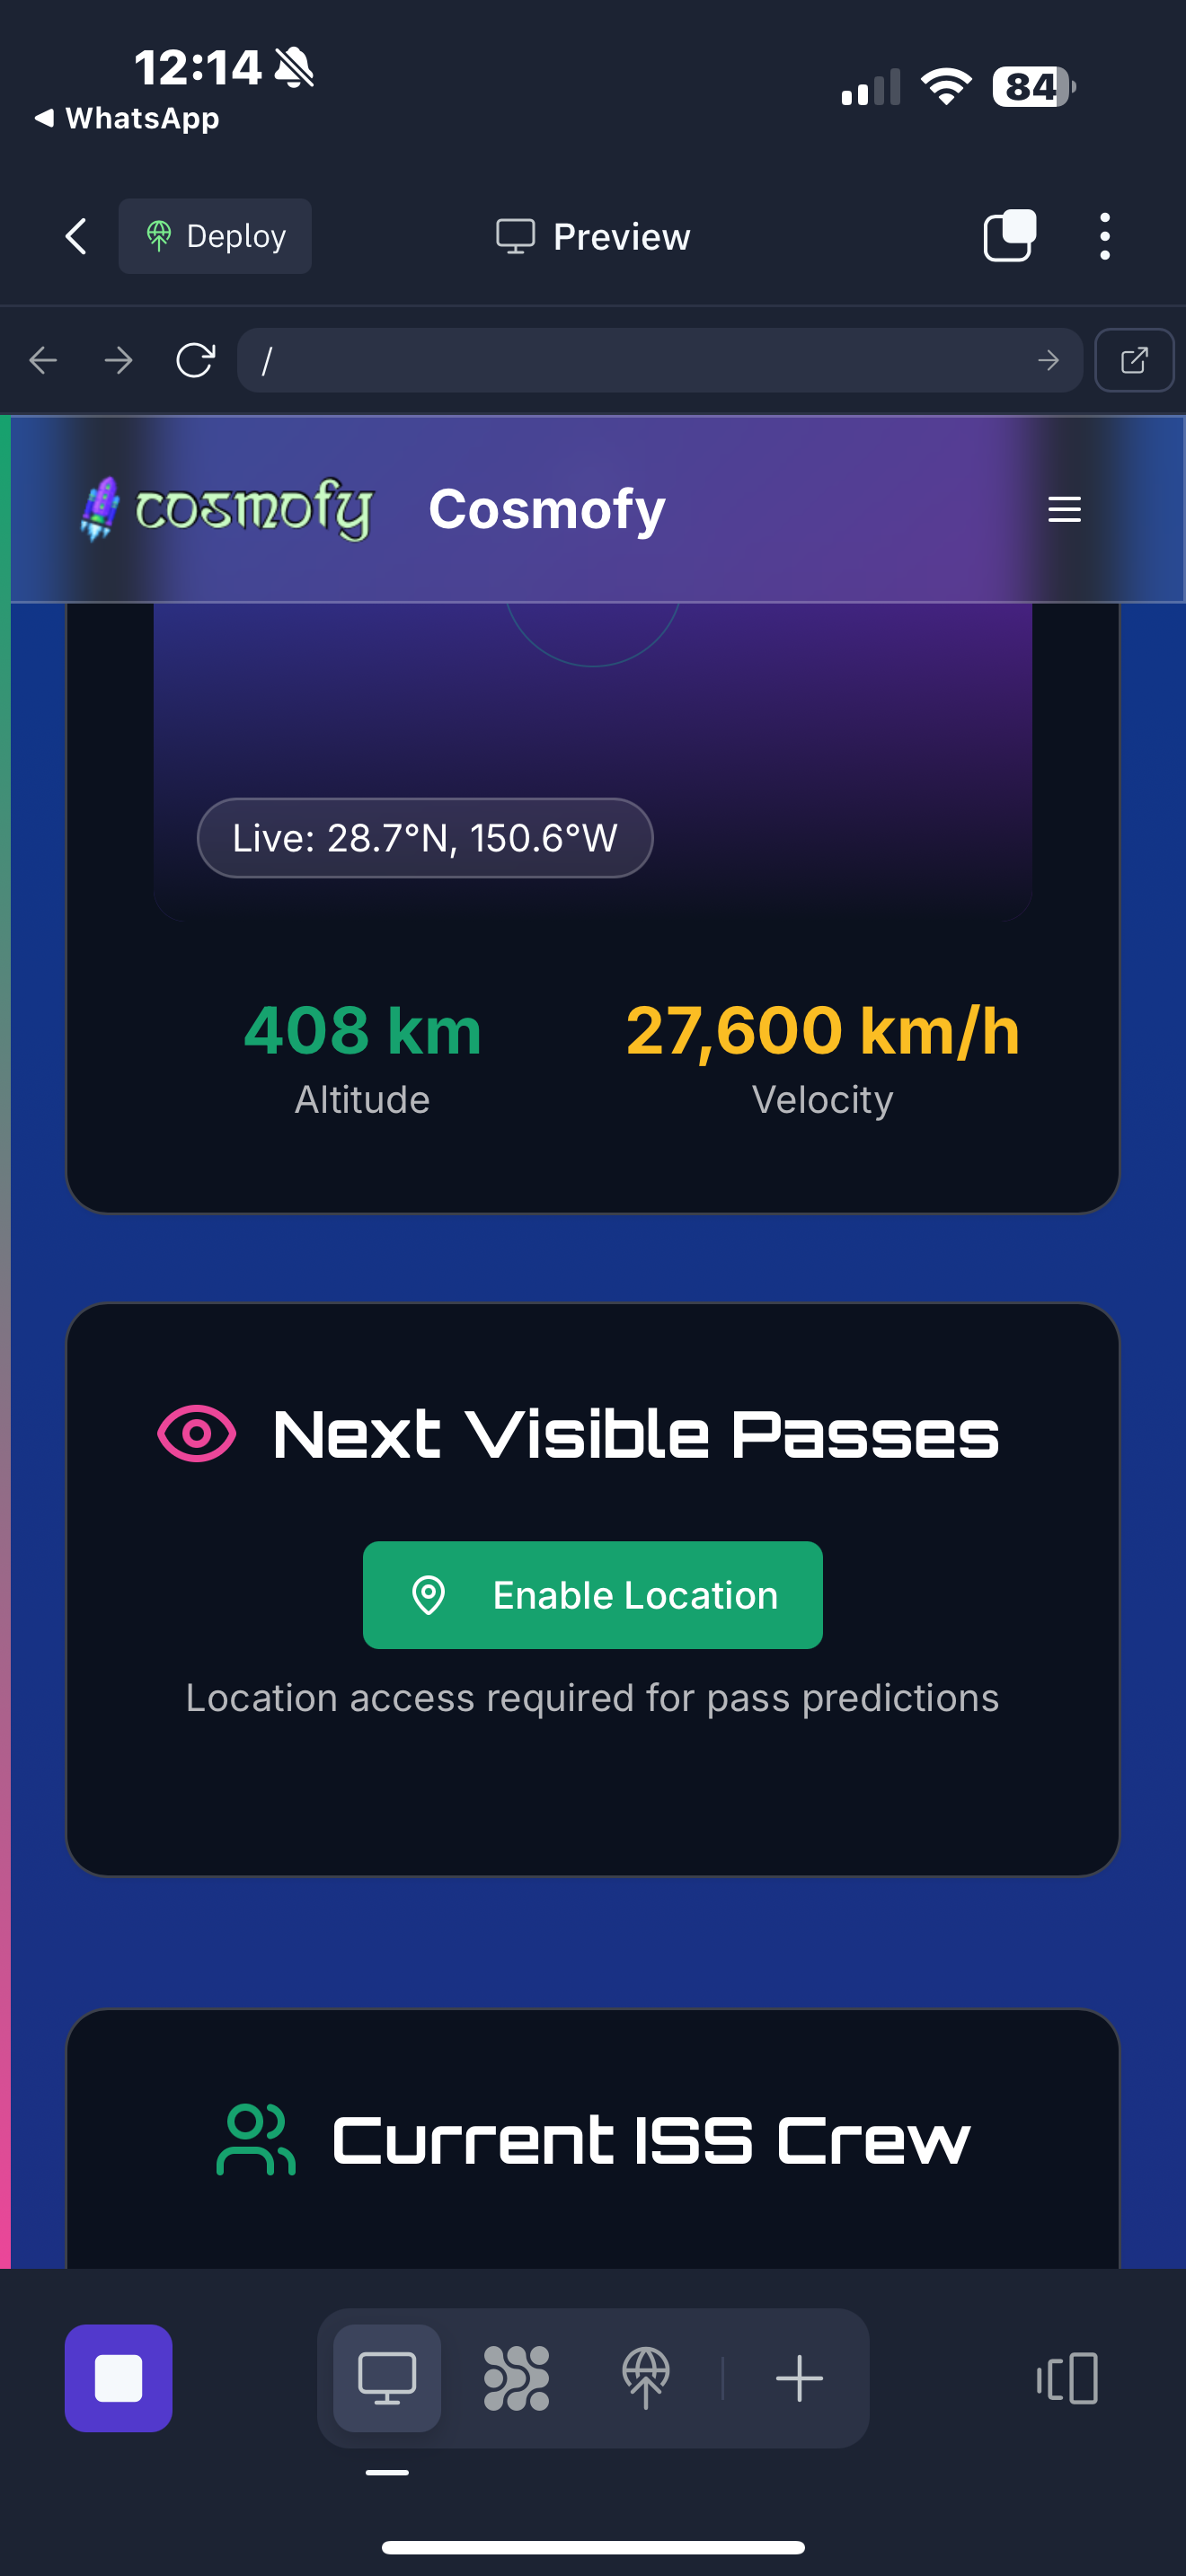 12:14
84
WhatsApp
Deploy
Preview
/
cosmofy
Cosmofy
Live: 28.7°N, 150.6°W
408 km
27,600 km/h
Altitude
Velocity
Next Visible Passes
Enable Location
Location access required for pass predictions
Current ISS Crew